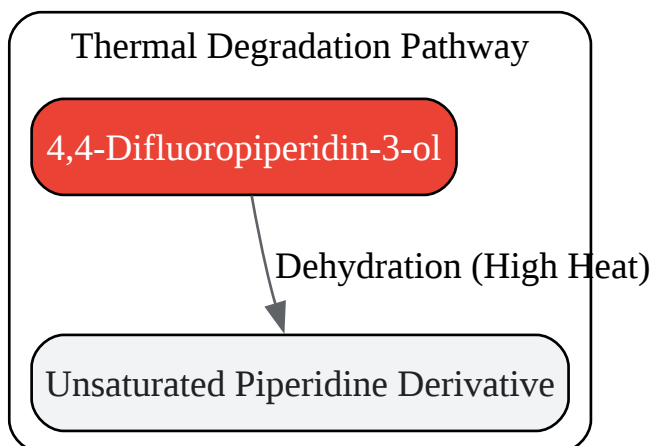 Thermal Degradation Pathway
4,4-Difluoropiperidin-3-ol
Dehydration (High Heat)
Unsaturated Piperidine Derivative